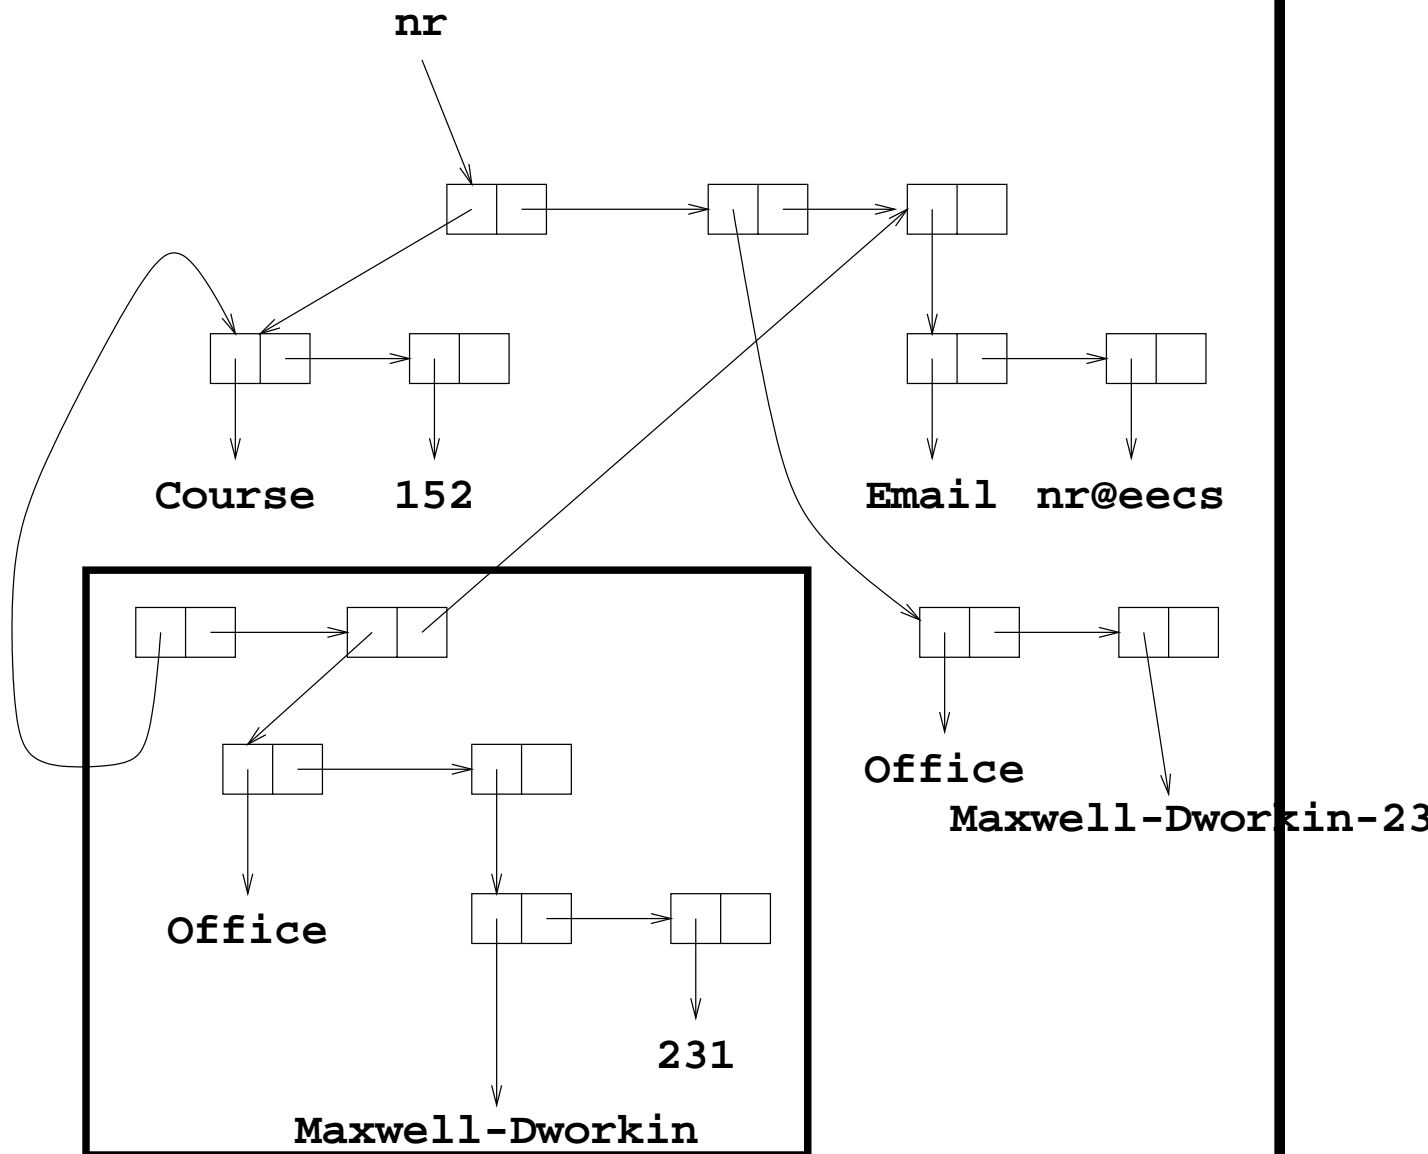 nr
Course 152
Email nr@eecs
Office
Maxwell-Dworkin-23
Office
231
Maxwell-Dworkin